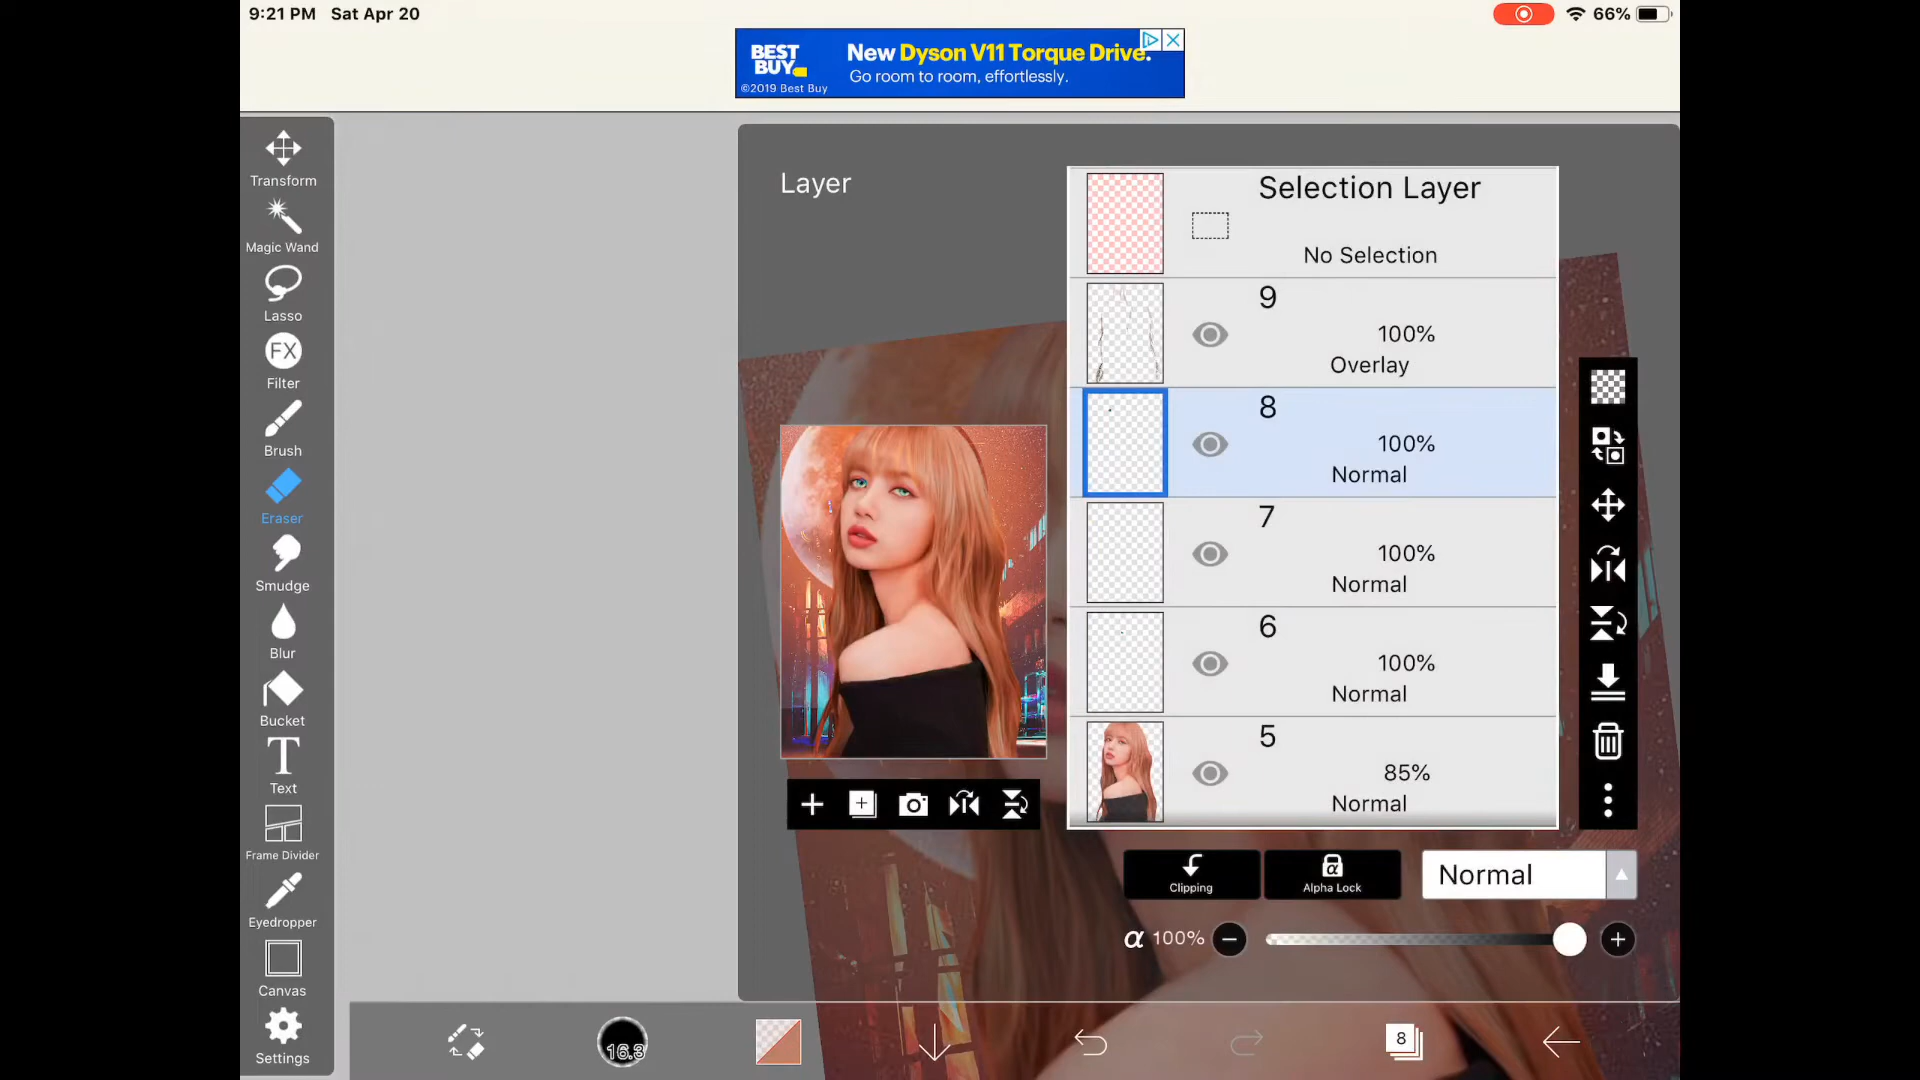 9:21 PM Sat Apr 20
66%
BEST BUY
©2019 Best Buy
New Dyson V11 Torque Drive.
Go room to room, effortlessly.
Transform
Magic Wand
Lasso
FX
Filter
Brush
Eraser
Smudge
Blur
Bucket
T
Text
Frame Divider
Eyedropper
Canvas
Settings
Layer
Selection Layer
No Selection
9
100%
Overlay
8
100%
Normal
7
100%
Normal
6
100%
Normal
5
85%
Normal
Clipping
α
Alpha Lock
Normal
α 100%
16.3
8